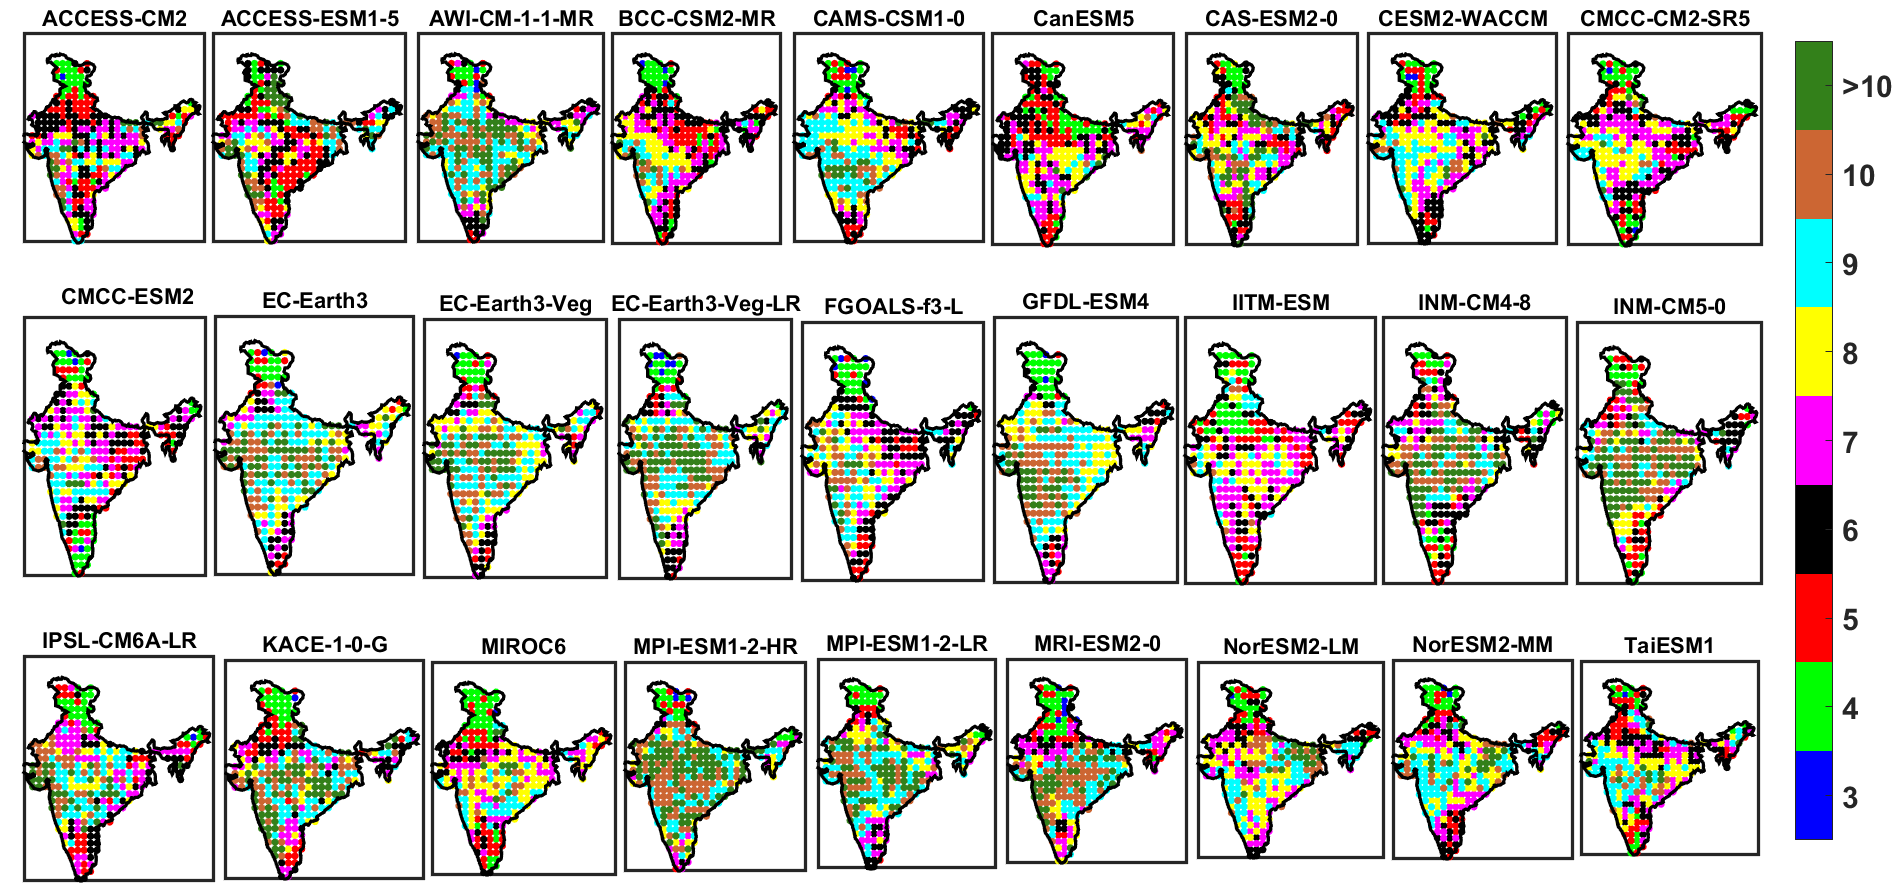 ACCESS-CM2
ACCESS-ESM1-5
AWI-CM-1-1-MR
BCC-CSM2-MR
CAMS-CSM1-0
CanESM5
CAS-ESM2-0
CESM2-WACCM
CMCC-CM2-SR5
CMCC-ESM2
EC-Earth3
EC-Earth3-Veg
EC-Earth3-Veg-LR
FGOALS-f3-L
GFDL-ESM4
IITM-ESM
INM-CM4-8
INM-CM5-0
IPSL-CM6A-LR
KACE-1-0-G
MIROC6
MPI-ESM1-2-HR
MPI-ESM1-2-LR
MRI-ESM2-0
NorESM2-LM
NorESM2-MM
TaiESM1
>10
10
9
8
7
6
5
4
3